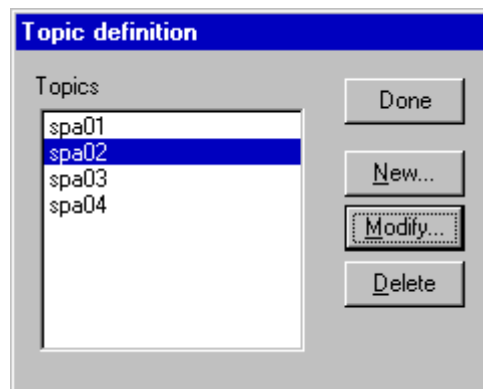 Topic definition
Topics
spa01
spa02
spa03
spa04
Done
New...
Modify...
Delete